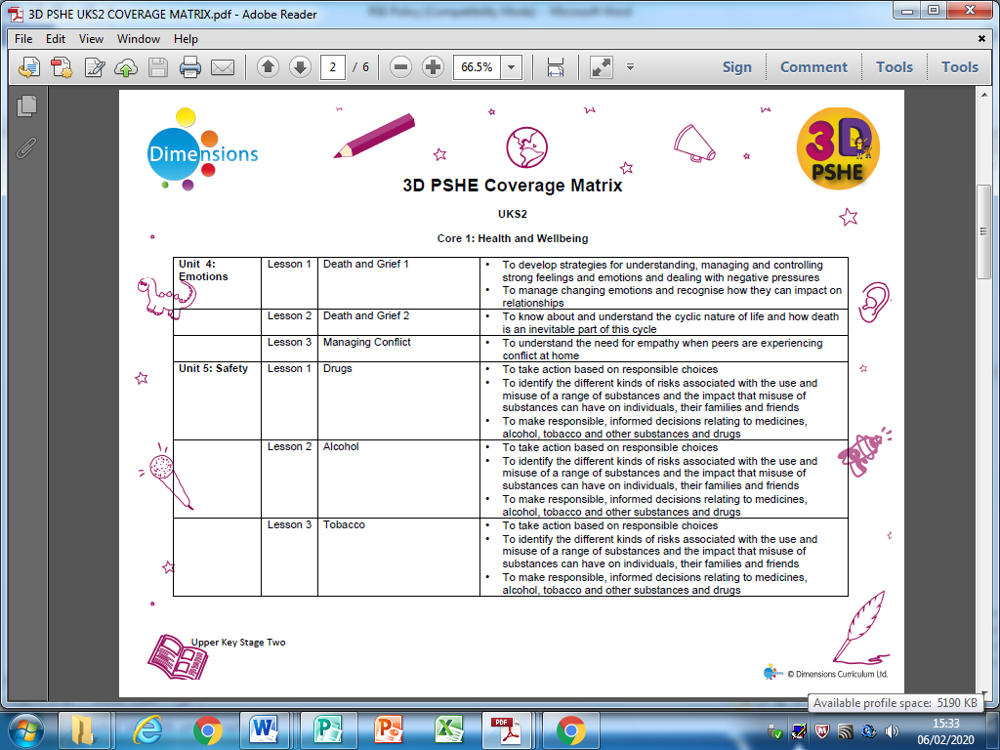 3D PSHE UKS2 COVERAGE MATRIX.pdf - Adobe Reader
File Edit View Window Help
2 / 6 66.5% Sign Comment Tools Tools
Dimensions
3D
PSHE
3D PSHE Coverage Matrix
UKS2
Core 1: Health and Wellbeing
Unit 4: Lesson 1 Death and Grief 1 • To develop strategies for understanding, managing and controlling
Emotions strong feelings and emotions and dealing with negative pressures
• To manage changing emotions and recognise how they can impact on
relationships
Lesson 2 Death and Grief 2 • To know about and understand the cyclic nature of life and how death
is an inevitable part of this cycle
Lesson 3 Managing Conflict • To understand the need for empathy when peers are experiencing
conflict at home
Unit 5: Safety Lesson 1 Drugs • To take action based on responsible choices
• To identify the different kinds of risks associated with the use and
misuse of a range of substances and the impact that misuse of
substances can have on individuals, their families and friends
• To make responsible, informed decisions relating to medicines,
alcohol, tobacco and other substances and drugs
Lesson 2 Alcohol • To take action based on responsible choices
• To identify the different kinds of risks associated with the use and
misuse of a range of substances and the impact that misuse of
substances can have on individuals, their families and friends
• To make responsible, informed decisions relating to medicines,
alcohol, tobacco and other substances and drugs
Lesson 3 Tobacco • To take action based on responsible choices
• To identify the different kinds of risks associated with the use and
misuse of a range of substances and the impact that misuse of
substances can have on individuals, their families and friends
• To make responsible, informed decisions relating to medicines,
alcohol, tobacco and other substances and drugs
Upper Key Stage Two
© Dimensions Curriculum Ltd.
Available profile space: 5190 KB
15:33
06/02/2020